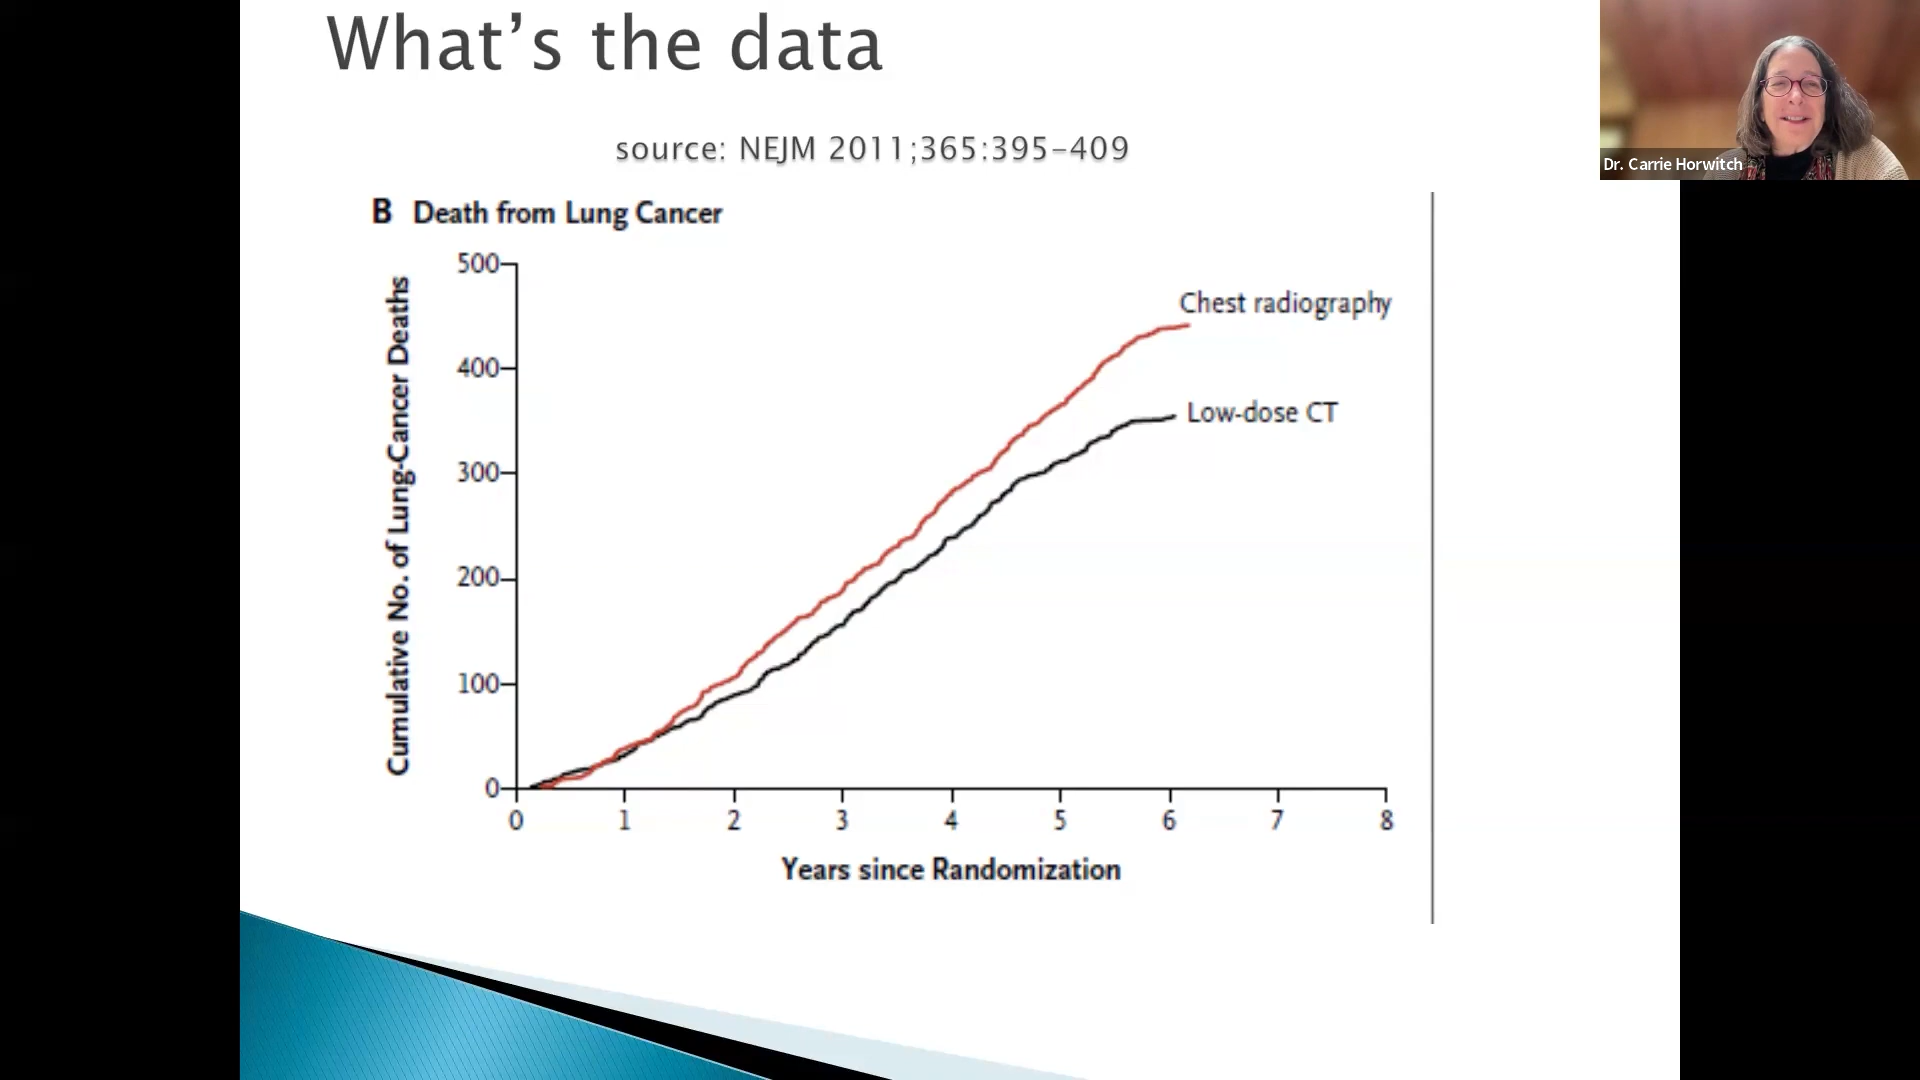 What's the data
source: NEJM 2011;365:395-409
Dr. Carrie Horwitch
B Death from Lung Cancer
Cumulative No. of Lung-Cancer Deaths
500
400
300
200
100
0
Chest radiography
Low-dose CT
0 1 2 3 4 5 6 7 8
Years since Randomization